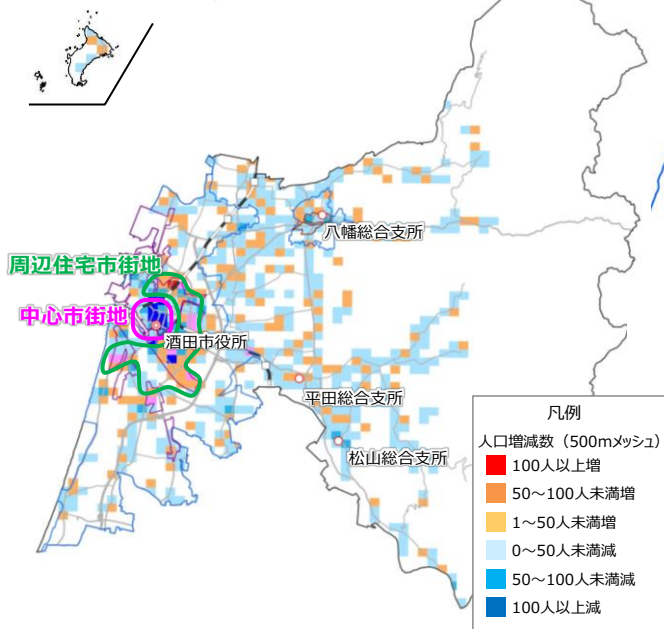 八幡総合支所
周辺住宅市街地
中心市街地
酒田市役所
平田総合支所
松山総合支所
凡例
人口増減数（500mメッシュ）
100人以上増
50～100人未満増
1～50人未満増
0～50人未満減
50～100人未満減
100人以上減